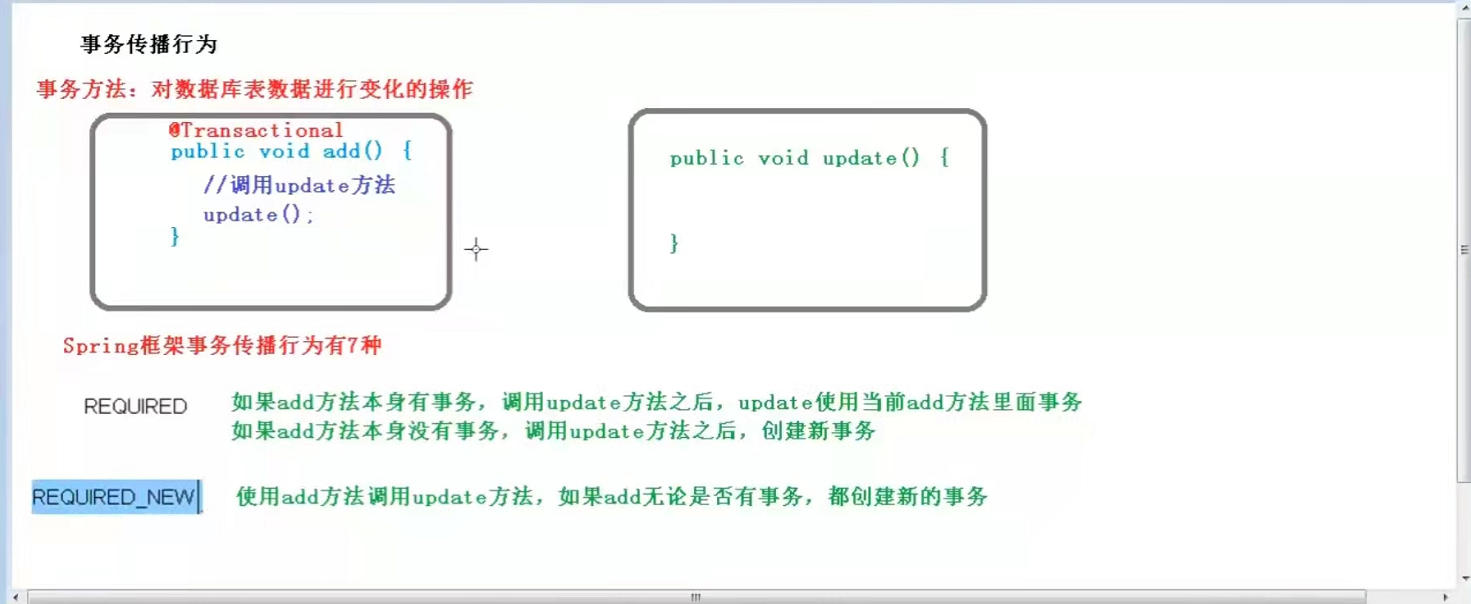 事务传播行为
事务方法：对数据库表数据进行变化的操作
@Transactional
public void add() {
//调用update方法
update();
}
public void update() {
}
Spring框架事务传播行为有7种
REQUIRED
如果add方法本身有事务，调用update方法之后，update使用当前add方法里面事务
如果add方法本身没有事务，调用update方法之后，创建新事务
REQUIRED_NEW
使用add方法调用update方法，如果add无论是否有事务，都创建新的事务